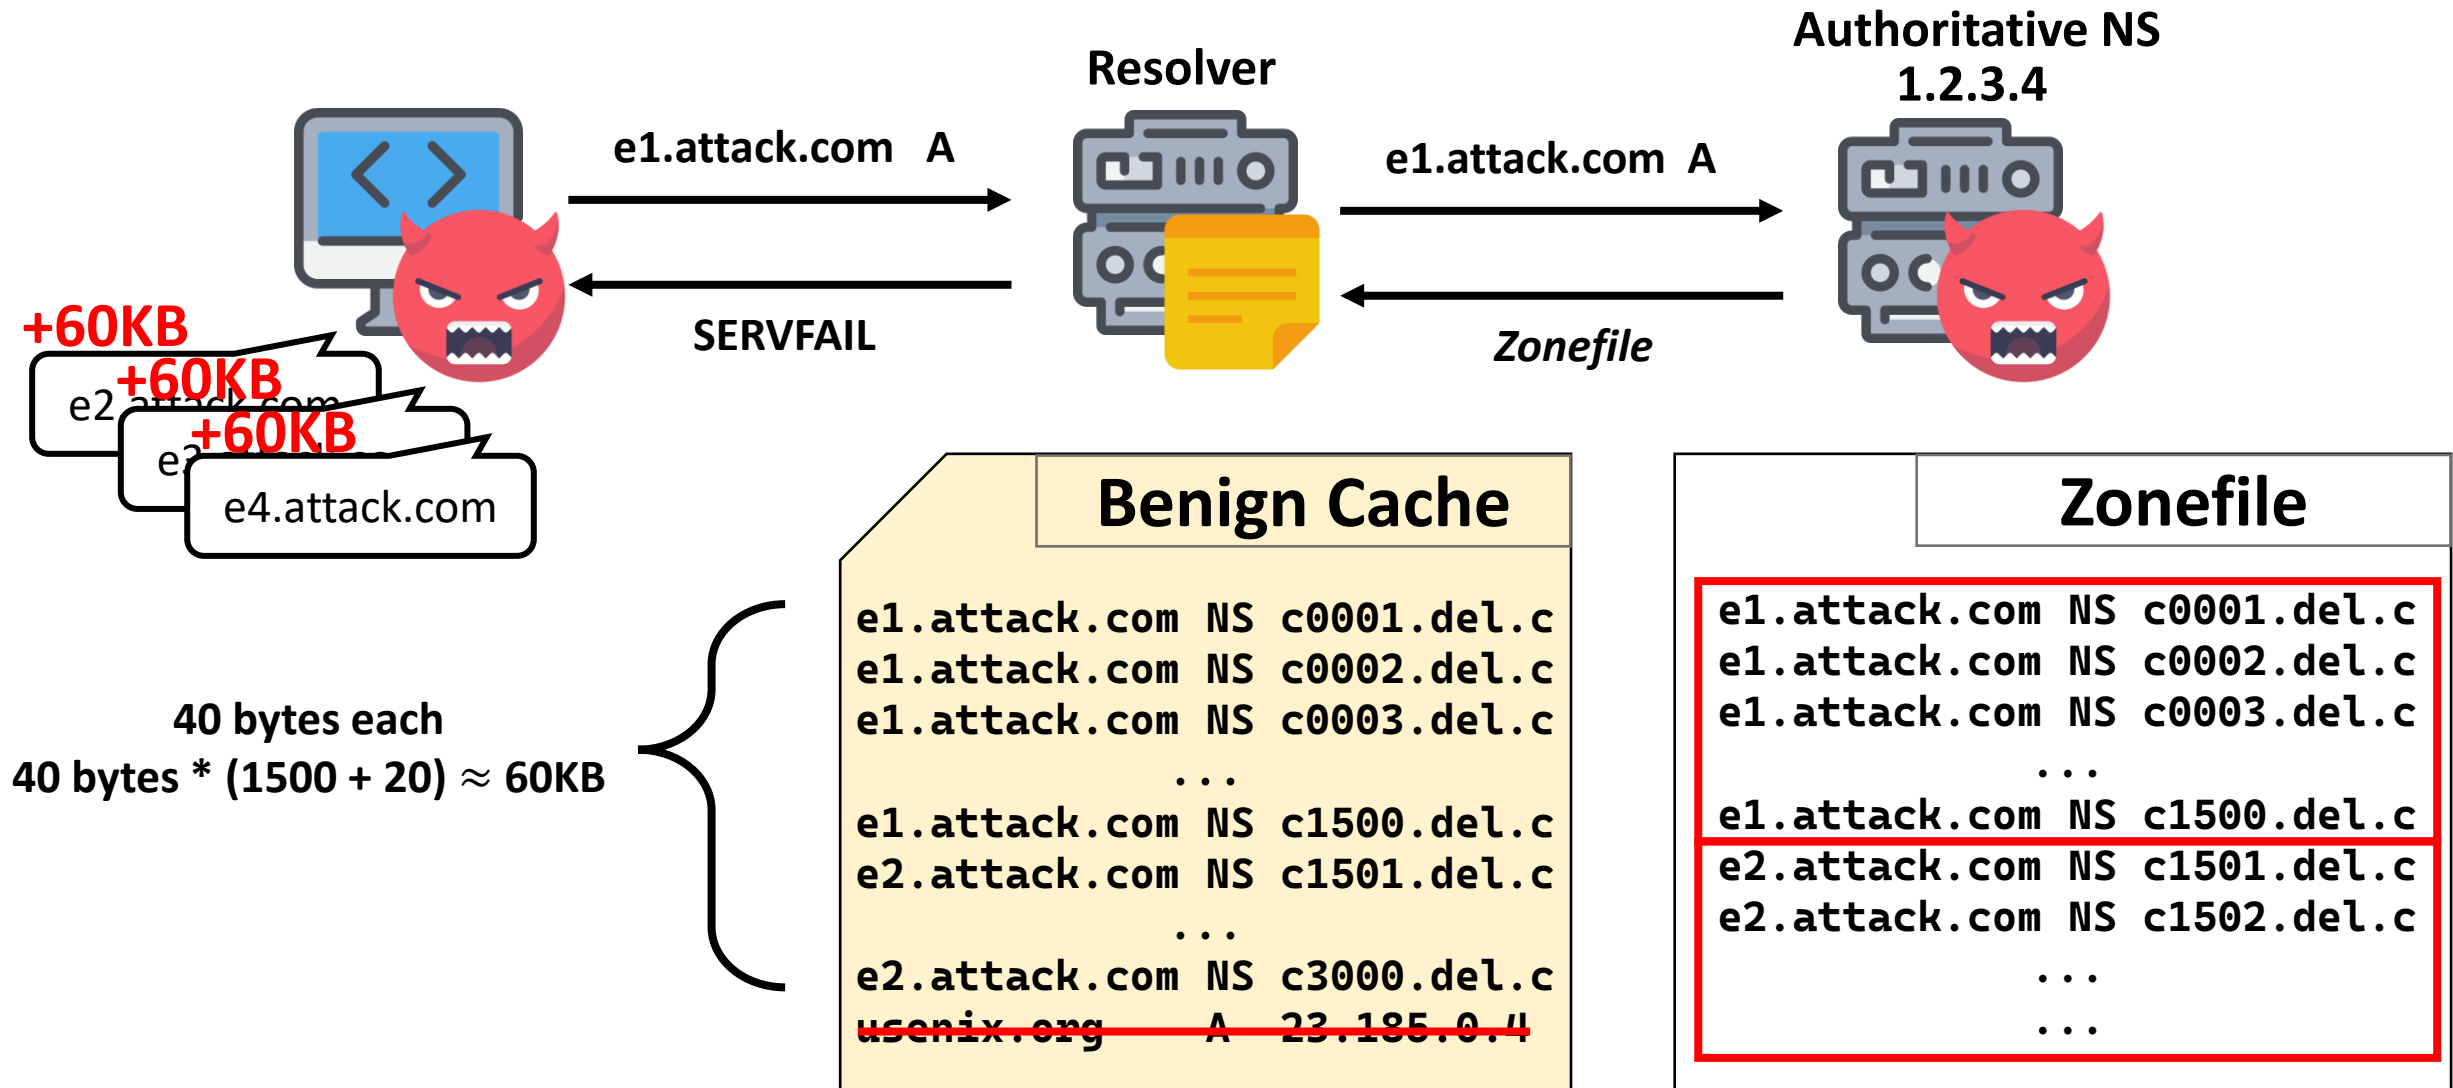 Authoritative NS
1.2.3.4
Resolver
e1.attack.com A
e1.attack.com A
SERVFAIL
Zonefile
+60KB
e2.attack.com
+60KB
+60KB
e4.attack.com
40 bytes each
40 bytes * (1500 + 20) ≈ 60KB
Benign Cache
e1.attack.com NS c0001.del.c
e1.attack.com NS c0002.del.c
e1.attack.com NS c0003.del.c
...
e1.attack.com NS c1500.del.c
e2.attack.com NS c1501.del.c
...
e2.attack.com NS c3000.del.c
usenix.org A 23.185.0.4
Zonefile
e1.attack.com NS c0001.del.c
e1.attack.com NS c0002.del.c
e1.attack.com NS c0003.del.c
...
e1.attack.com NS c1500.del.c
e2.attack.com NS c1501.del.c
e2.attack.com NS c1502.del.c
...
...